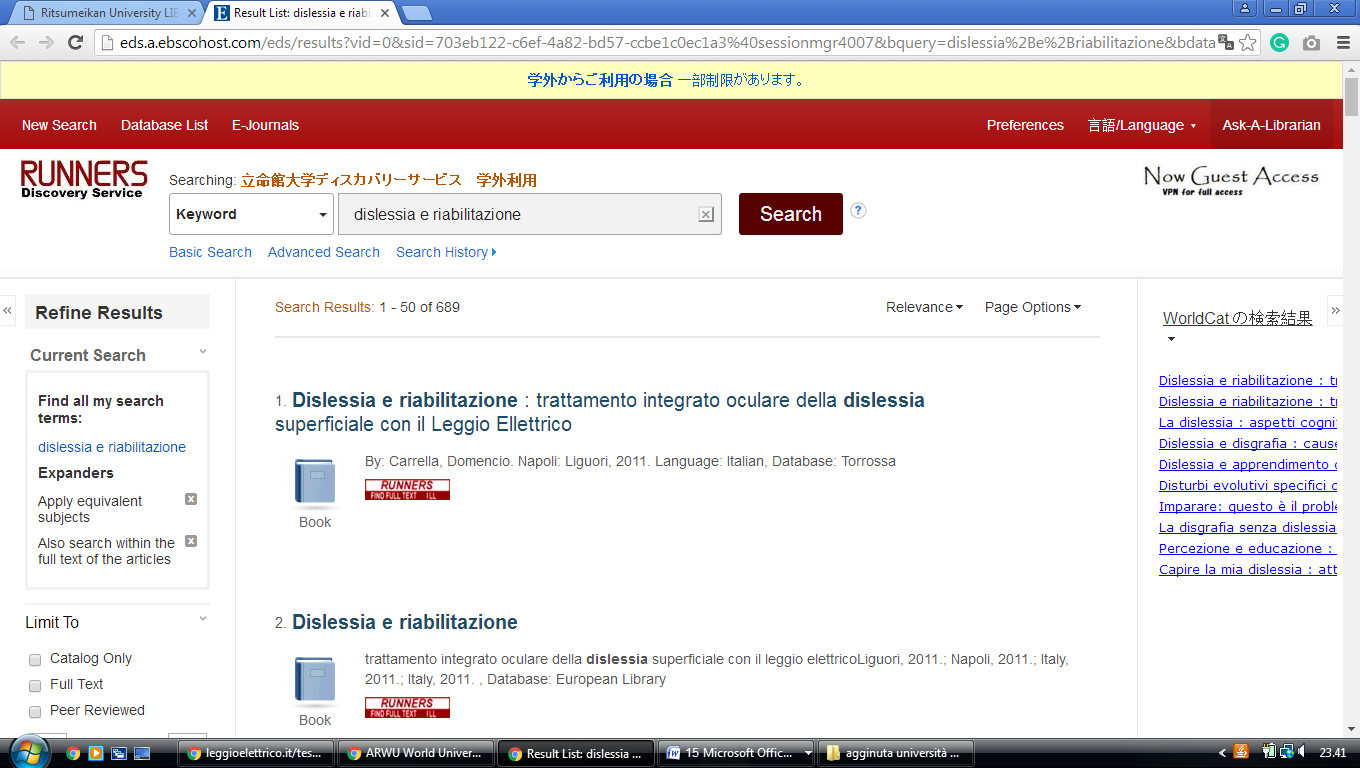 Ritsumeikan University LIB
Result List: dislessia e riabi
eds.a.ebscohost.com/eds/results?vid=0&sid=703eb122-c6ef-4a82-bd57-ccbe1c0ec1a3%40sessionmgr4007&bquery=dislessia%2Be%2Briabilitazione&bdata
学外からご利用の場合 一部制限があります。
New Search Database List E-Journals Preferences 言語/Language Ask-A-Librarian
RUNNERS
Discovery Service
Searching: 立命館大学ディスカバリーサービス 学外利用
Now Guest Access
VPN for full access
Keyword dislessia e riabilitazione Search ?
Basic Search Advanced Search Search History
Refine Results
Current Search
Find all my search
terms:
dislessia e riabilitazione
Expanders
Apply equivalent
subjects
Also search within the
full text of the articles
Limit To
Catalog Only
Full Text
Peer Reviewed
Search Results: 1 - 50 of 689 Relevance Page Options
1. Dislessia e riabilitazione : trattamento integrato oculare della dislessia
superficiale con il Leggio Ellettrico
By: Carrella, Domencio. Napoli: Liguori, 2011. Language: Italian, Database: Torrossa
RUNNERS
FIND FULL TEXT ILL
Book
2. Dislessia e riabilitazione
trattamento integrato oculare della dislessia superficiale con il leggio elettricoLiguori, 2011.; Napoli, 2011.; Italy,
2011.; Italy, 2011. , Database: European Library
RUNNERS
FIND FULL TEXT ILL
Book
WorldCatの検索結果
Dislessia e riabilitazione : tr
Dislessia e riabilitazione : tr
La dislessia : aspetti cogni
Dislessia e disgrafia : cause
Dislessia e apprendimento
Disturbi evolutivi specifici
Imparare: questo è il proble
La disgrafia senza dislessia
Percezione e educazione :
Capire la mia dislessia : att
leggioelettrico.it/tes...
ARWU World Univer...
Result List: dislessia ...
15 Microsoft Offic...
agginuta università ...
23.41